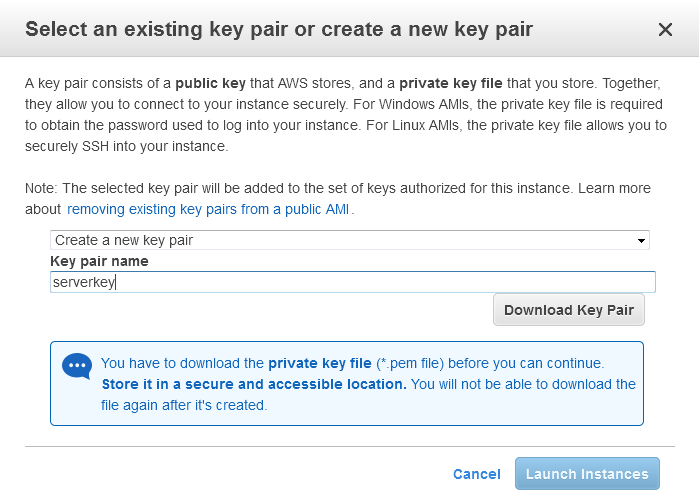 Select an existing key pair or create a new key pair
A key pair consists of a public key that AWS stores, and a private key file that you store. Together,
they allow you to connect to your instance securely. For Windows AMIs, the private key file is required
to obtain the password used to log into your instance. For Linux AMIs, the private key file allows you to
securely SSH into your instance.
Note: The selected key pair will be added to the set of keys authorized for this instance. Learn more
about removing existing key pairs from a public AMI.
Create a new key pair
Key pair name
serverkey
Download Key Pair
You have to download the private key file (*.pem file) before you can continue.
Store it in a secure and accessible location. You will not be able to download the
file again after it's created.
Cancel Launch Instances